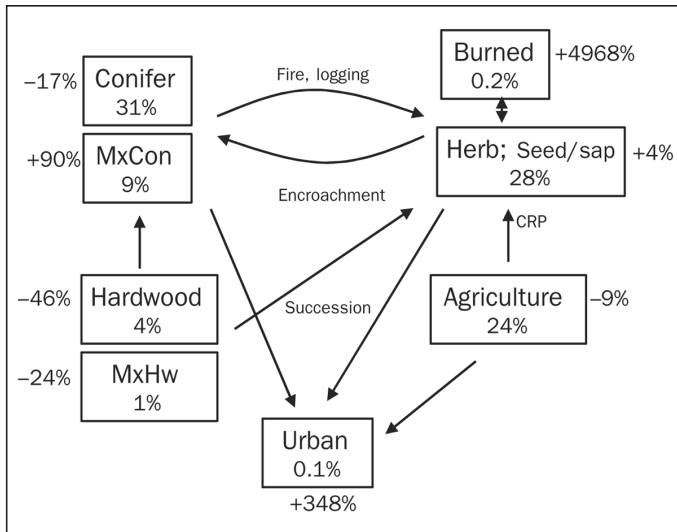 Burned
0.2%
+4968%
–17%
Conifer
31%
Fire, logging
+90%
MxCon
9%
Herb; Seed/sap
28%
+4%
Encroachment
CRP
–46%
Hardwood
4%
Succession
Agriculture
24%
–9%
–24%
MxHw
1%
Urban
0.1%
+348%